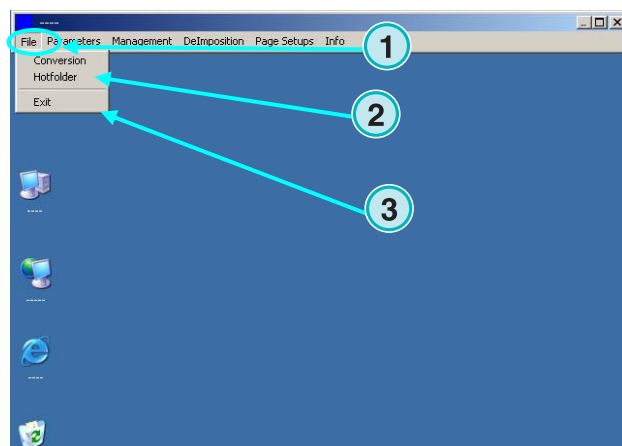 ----
File Parameters Management DeImposition Page Setups Info
1
Conversion
Hotfolder
2
Exit
3
----
-----
----